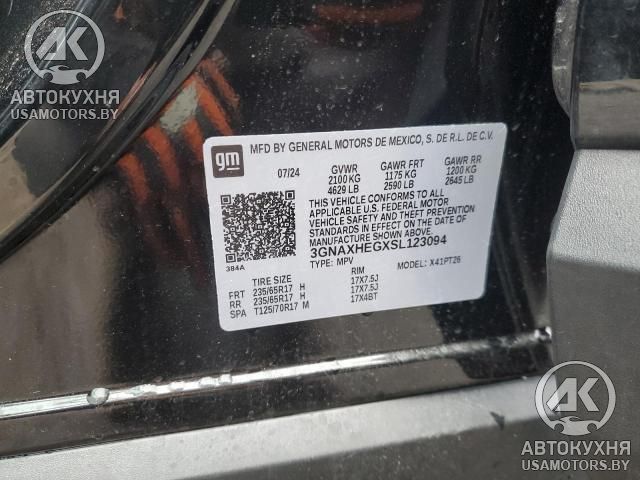 AK
АВТОКУХНЯ
USAMOTORS.BY
gm
MFD BY GENERAL MOTORS DE MEXICO, S. DE R.L. DE C.V.
07/24 GVWR GAWR FRT GAWR RR
2100 KG 1175 KG 1200 KG
4629 LB 2590 LB 2645 LB
THIS VEHICLE CONFORMS TO ALL
APPLICABLE U.S. FEDERAL MOTOR
VEHICLE SAFETY AND THEFT PREVENTION
STANDARDS IN EFFECT ON THE DATE OF
MANUFACTURE SHOWN ABOVE.
3GNAXHEGXSL123094
384A TYPE: MPV MODEL: X41PT26
TIRE SIZE RIM
FRT 235/65R17 H 17X7.5J
RR 235/65R17 H 17X7.5J
SPA T125/70R17 M 17X4BT
AK
АВТОКУХНЯ
USAMOTORS.BY